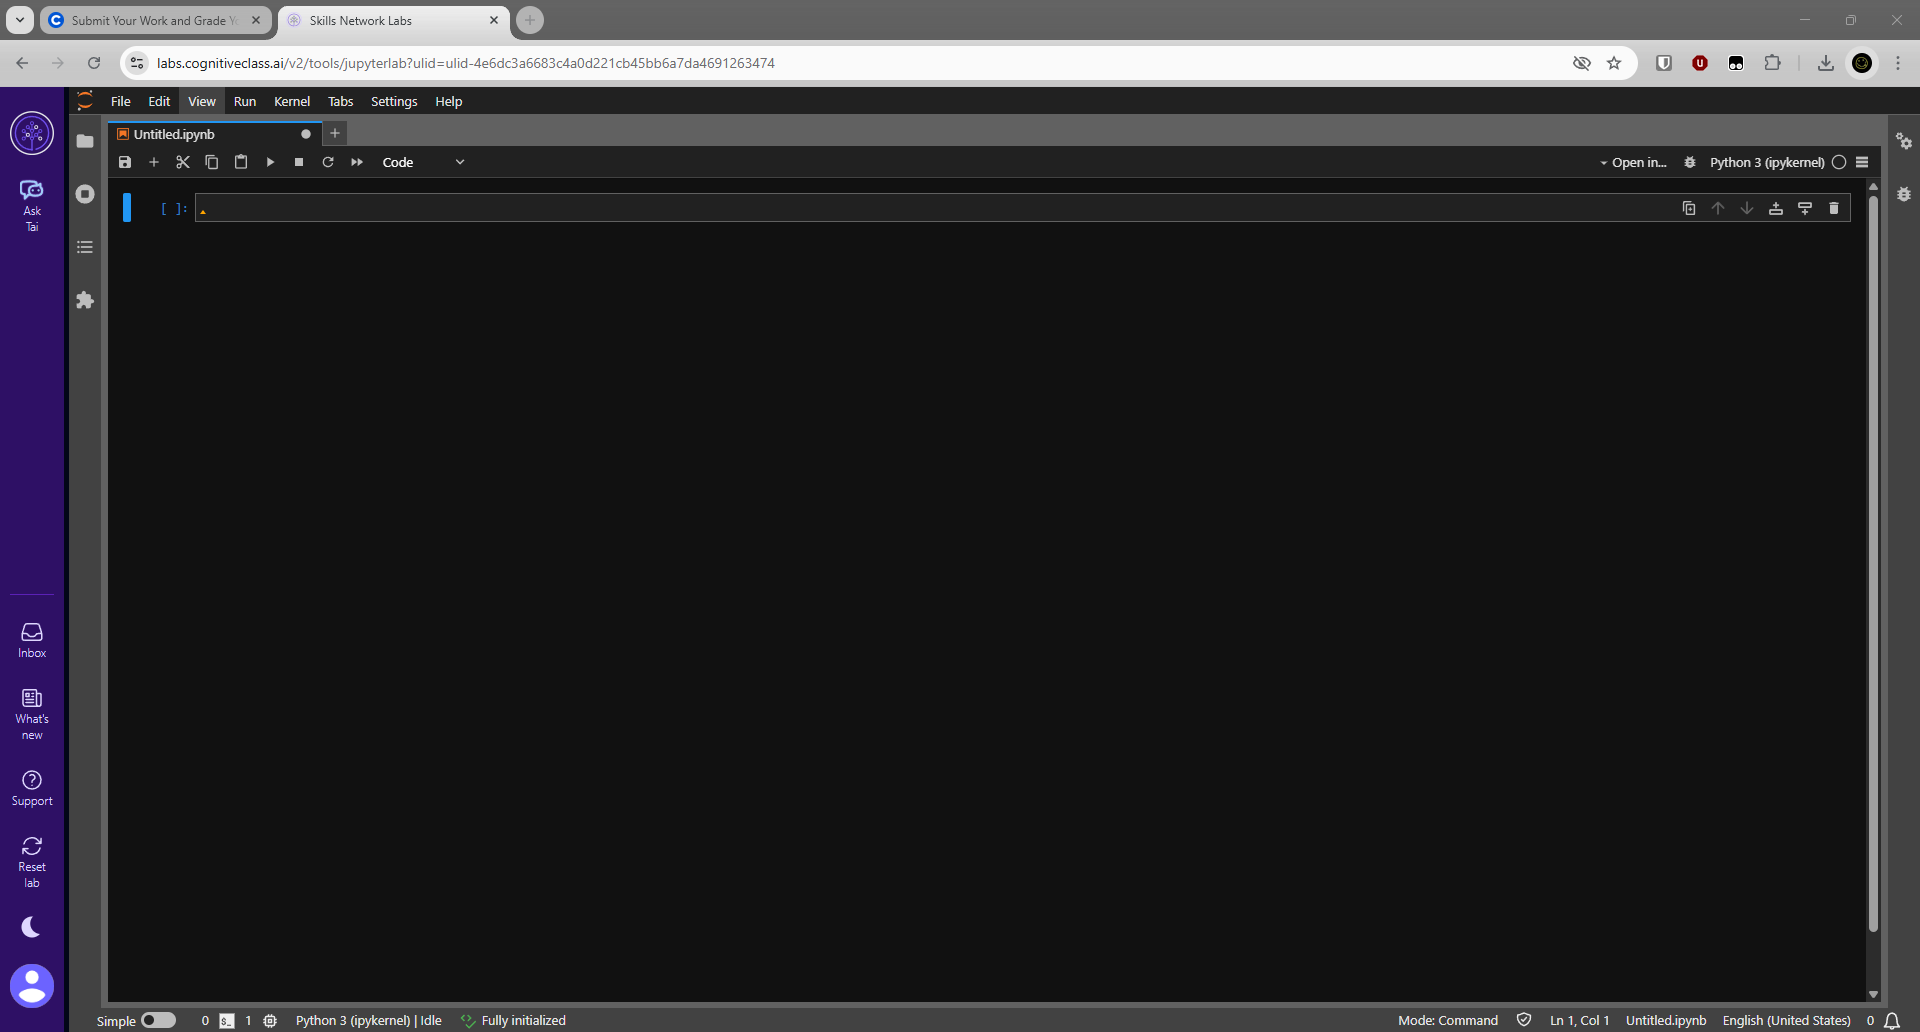 Submit Your Work and Grade Y
Skills Network Labs
labs.cognitiveclass.ai/v2/tools/jupyterlab?ulid=ulid-4e6dc3a6683c4a0d221cb45bb6a7da4691263474
File Edit View Run Kernel Tabs Settings Help
Untitled.ipynb
Code
Open in...
Python 3 (ipykernel)
[ ]:
Ask
Tai
Inbox
What's
new
Support
Reset
lab
Simple 0 1 Python 3 (ipykernel) | Idle Fully initialized
Mode: Command Ln 1, Col 1 Untitled.ipynb English (United States) 0